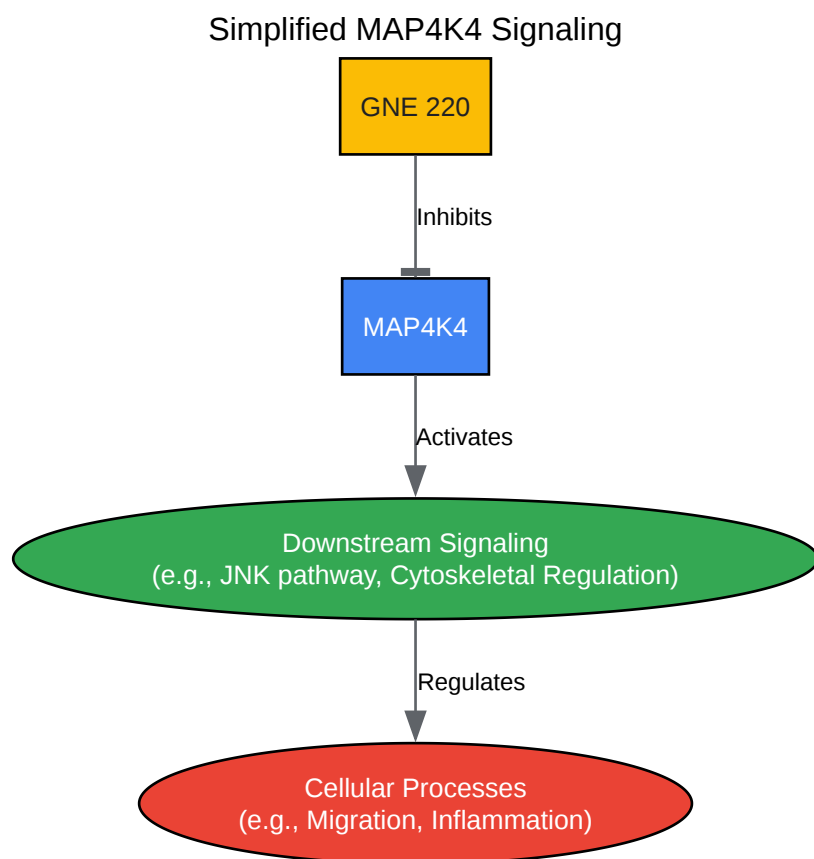 Simplified MAP4K4 Signaling
GNE 220
Inhibits
MAP4K4
Activates
Downstream Signaling
(e.g., JNK pathway, Cytoskeletal Regulation)
Regulates
Cellular Processes
(e.g., Migration, Inflammation)